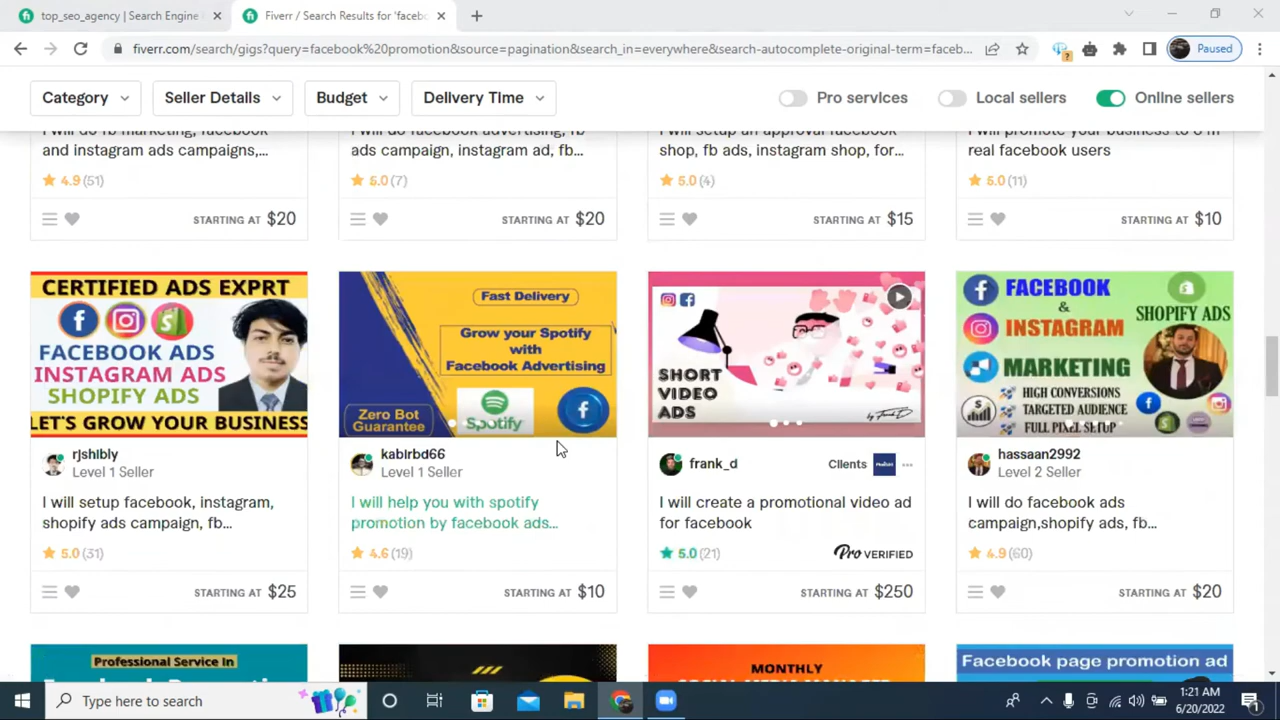 top_seo_agency | Search Engine
Fiverr / Search Results for 'facebo
fiverr.com/search/gigs?query=facebook%20promotion&source=pagination&search_in=everywhere&search-autocomplete-original-term=faceb...
Paused
Category
Seller Details
Budget
Delivery Time
Pro services
Local sellers
Online sellers
I will do fb marketing, facebook
and instagram ads campaigns,...
4.9 (51)
STARTING AT $20
I will do facebook advertising, fb
ads campaign, instagram ad, fb...
5.0 (7)
STARTING AT $20
I will setup an approval facebook
shop, fb ads, instagram shop, for...
5.0 (4)
STARTING AT $15
I will promote your business to 8 m
real facebook users
5.0 (11)
STARTING AT $10
CERTIFIED ADS EXPRT
FACEBOOK ADS
INSTAGRAM ADS
SHOPIFY ADS
LET'S GROW YOUR BUSINESS
rjshibly
Level 1 Seller
I will setup facebook, instagram,
shopify ads campaign, fb...
5.0 (31)
STARTING AT $25
Fast Delivery
Grow your Spotify
with
Facebook Advertising
Zero Bot
Guarantee
Spotify
kabirbd66
Level 1 Seller
I will help you with spotify
promotion by facebook ads...
4.6 (19)
STARTING AT $10
SHORT
VIDEO
ADS
by Frank D
frank_d
Clients
...
I will create a promotional video ad
for facebook
5.0 (21)
Pro VERIFIED
STARTING AT $250
FACEBOOK
&
INSTAGRAM
SHOPIFY ADS
MARKETING
HIGH CONVERSIONS
TARGETED AUDIENCE
FULL PIXEL SETUP
hassaan2992
Level 2 Seller
I will do facebook ads
campaign,shopify ads, fb...
4.9 (60)
STARTING AT $20
Professional Service In
MONTHLY
Facebook page promotion ad
Type here to search
1:21 AM
6/20/2022
1